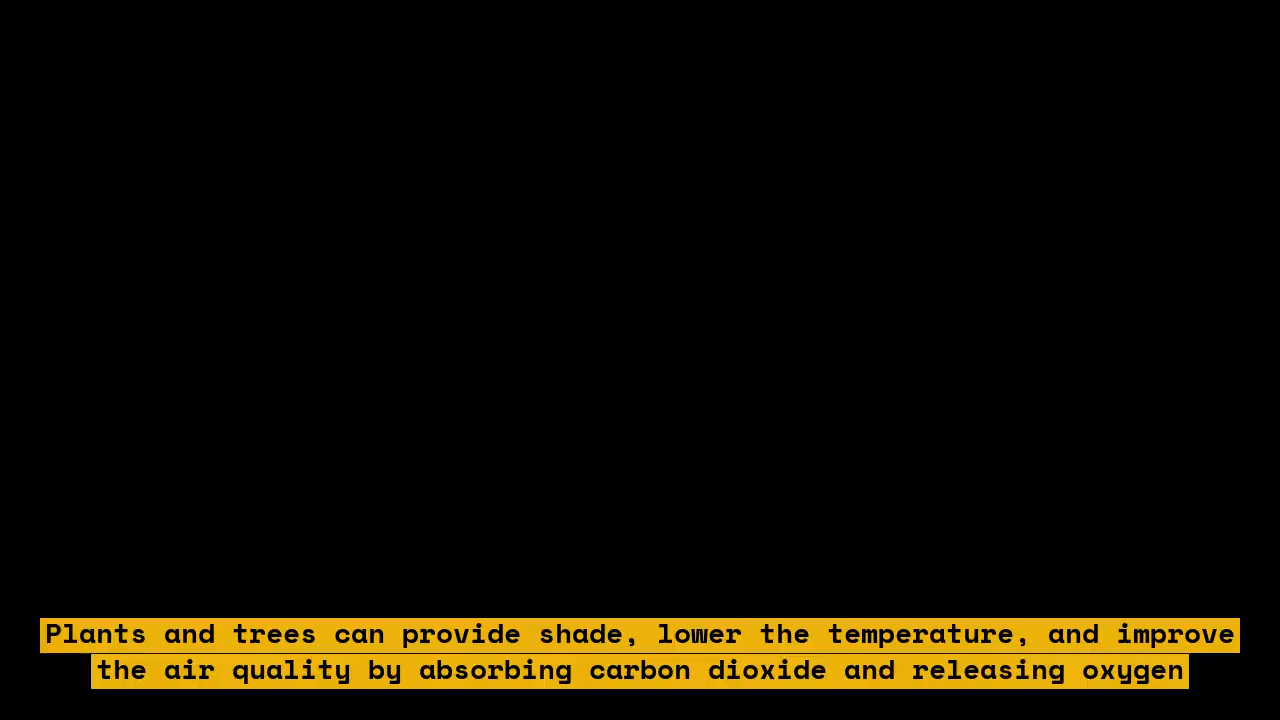 Plants and trees can provide shade, lower the temperature, and improve
the air quality by absorbing carbon dioxide and releasing oxygen